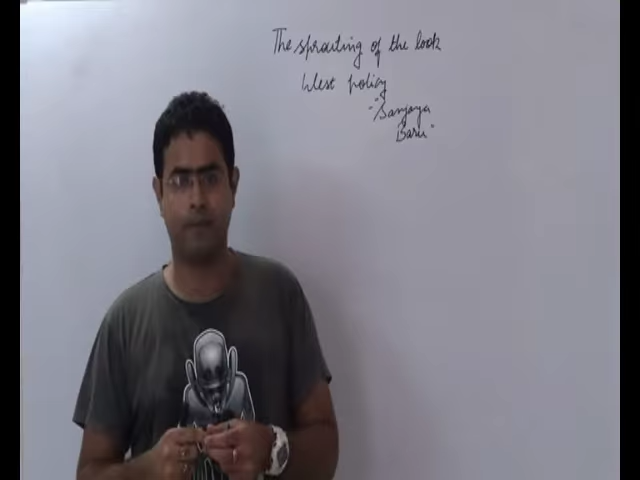 The sprouting of the look
West policy
-"Sanjaya
Baru"